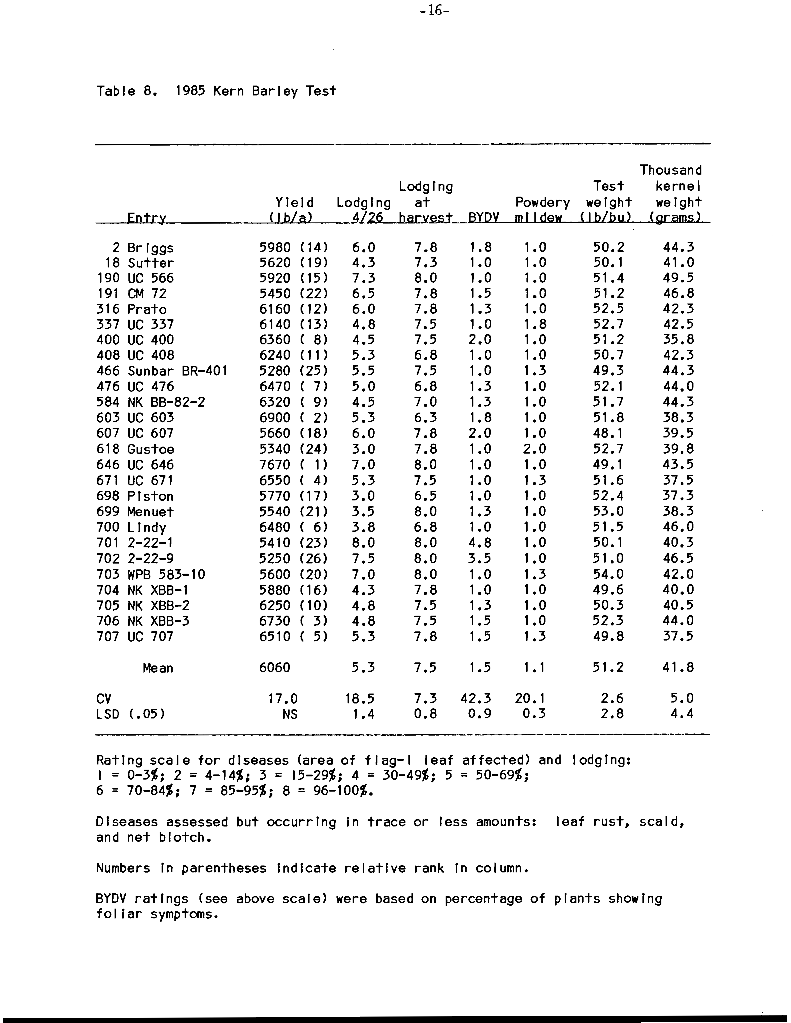 -16-
Table 8. 1985 Kern Barley Test
Thousand
Lodging Test kernel
Yield Lodging at Powdery weight weight
Entry (lb/a) 4/26 harvest BYDV mildew (lb/bu) (grams)
2 Briggs 5980 (14) 6.0 7.8 1.8 1.0 50.2 44.3
18 Sutter 5620 (19) 4.3 7.3 1.0 1.0 50.1 41.0
190 UC 566 5920 (15) 7.3 8.0 1.0 1.0 51.4 49.5
191 CM 72 5450 (22) 6.5 7.8 1.5 1.0 51.2 46.8
316 Prato 6160 (12) 6.0 7.8 1.3 1.0 52.5 42.3
337 UC 337 6140 (13) 4.8 7.5 1.0 1.8 52.7 42.5
400 UC 400 6360 ( 8) 4.5 7.5 2.0 1.0 51.2 35.8
408 UC 408 6240 (11) 5.3 6.8 1.0 1.0 50.7 42.3
466 Sunbar BR-401 5280 (25) 5.5 7.5 1.0 1.3 49.3 44.3
476 UC 476 6470 ( 7) 5.0 6.8 1.3 1.0 52.1 44.0
584 NK BB-82-2 6320 ( 9) 4.5 7.0 1.3 1.0 51.7 44.3
603 UC 603 6900 ( 2) 5.3 6.3 1.8 1.0 51.8 38.3
607 UC 607 5660 (18) 6.0 7.8 2.0 1.0 48.1 39.5
618 Gustoe 5340 (24) 3.0 7.8 1.0 2.0 52.7 39.8
646 UC 646 7670 ( 1) 7.0 8.0 1.0 1.0 49.1 43.5
671 UC 671 6550 ( 4) 5.3 7.5 1.0 1.3 51.6 37.5
698 Piston 5770 (17) 3.0 6.5 1.0 1.0 52.4 37.3
699 Menuet 5540 (21) 3.5 8.0 1.3 1.0 53.0 38.3
700 Lindy 6480 ( 6) 3.8 6.8 1.0 1.0 51.5 46.0
701 2-22-1 5410 (23) 8.0 8.0 4.8 1.0 50.1 40.3
702 2-22-9 5250 (26) 7.5 8.0 3.5 1.0 51.0 46.5
703 WPB 583-10 5600 (20) 7.0 8.0 1.0 1.3 54.0 42.0
704 NK XBB-1 5880 (16) 4.3 7.8 1.0 1.0 49.6 40.0
705 NK XBB-2 6250 (10) 4.8 7.5 1.3 1.0 50.3 40.5
706 NK XBB-3 6730 ( 3) 4.8 7.5 1.5 1.0 52.3 44.0
707 UC 707 6510 ( 5) 5.3 7.8 1.5 1.3 49.8 37.5
Mean 6060 5.3 7.5 1.5 1.1 51.2 41.8
CV 17.0 18.5 7.3 42.3 20.1 2.6 5.0
LSD (.05) NS 1.4 0.8 0.9 0.3 2.8 4.4
Rating scale for diseases (area of flag-1 leaf affected) and lodging:
1 = 0-3%; 2 = 4-14%; 3 = 15-29%; 4 = 30-49%; 5 = 50-69%;
6 = 70-84%; 7 = 85-95%; 8 = 96-100%.
Diseases assessed but occurring in trace or less amounts: leaf rust, scald,
and net blotch.
Numbers in parentheses indicate relative rank in column.
BYDV ratings (see above scale) were based on percentage of plants showing
foliar symptoms.